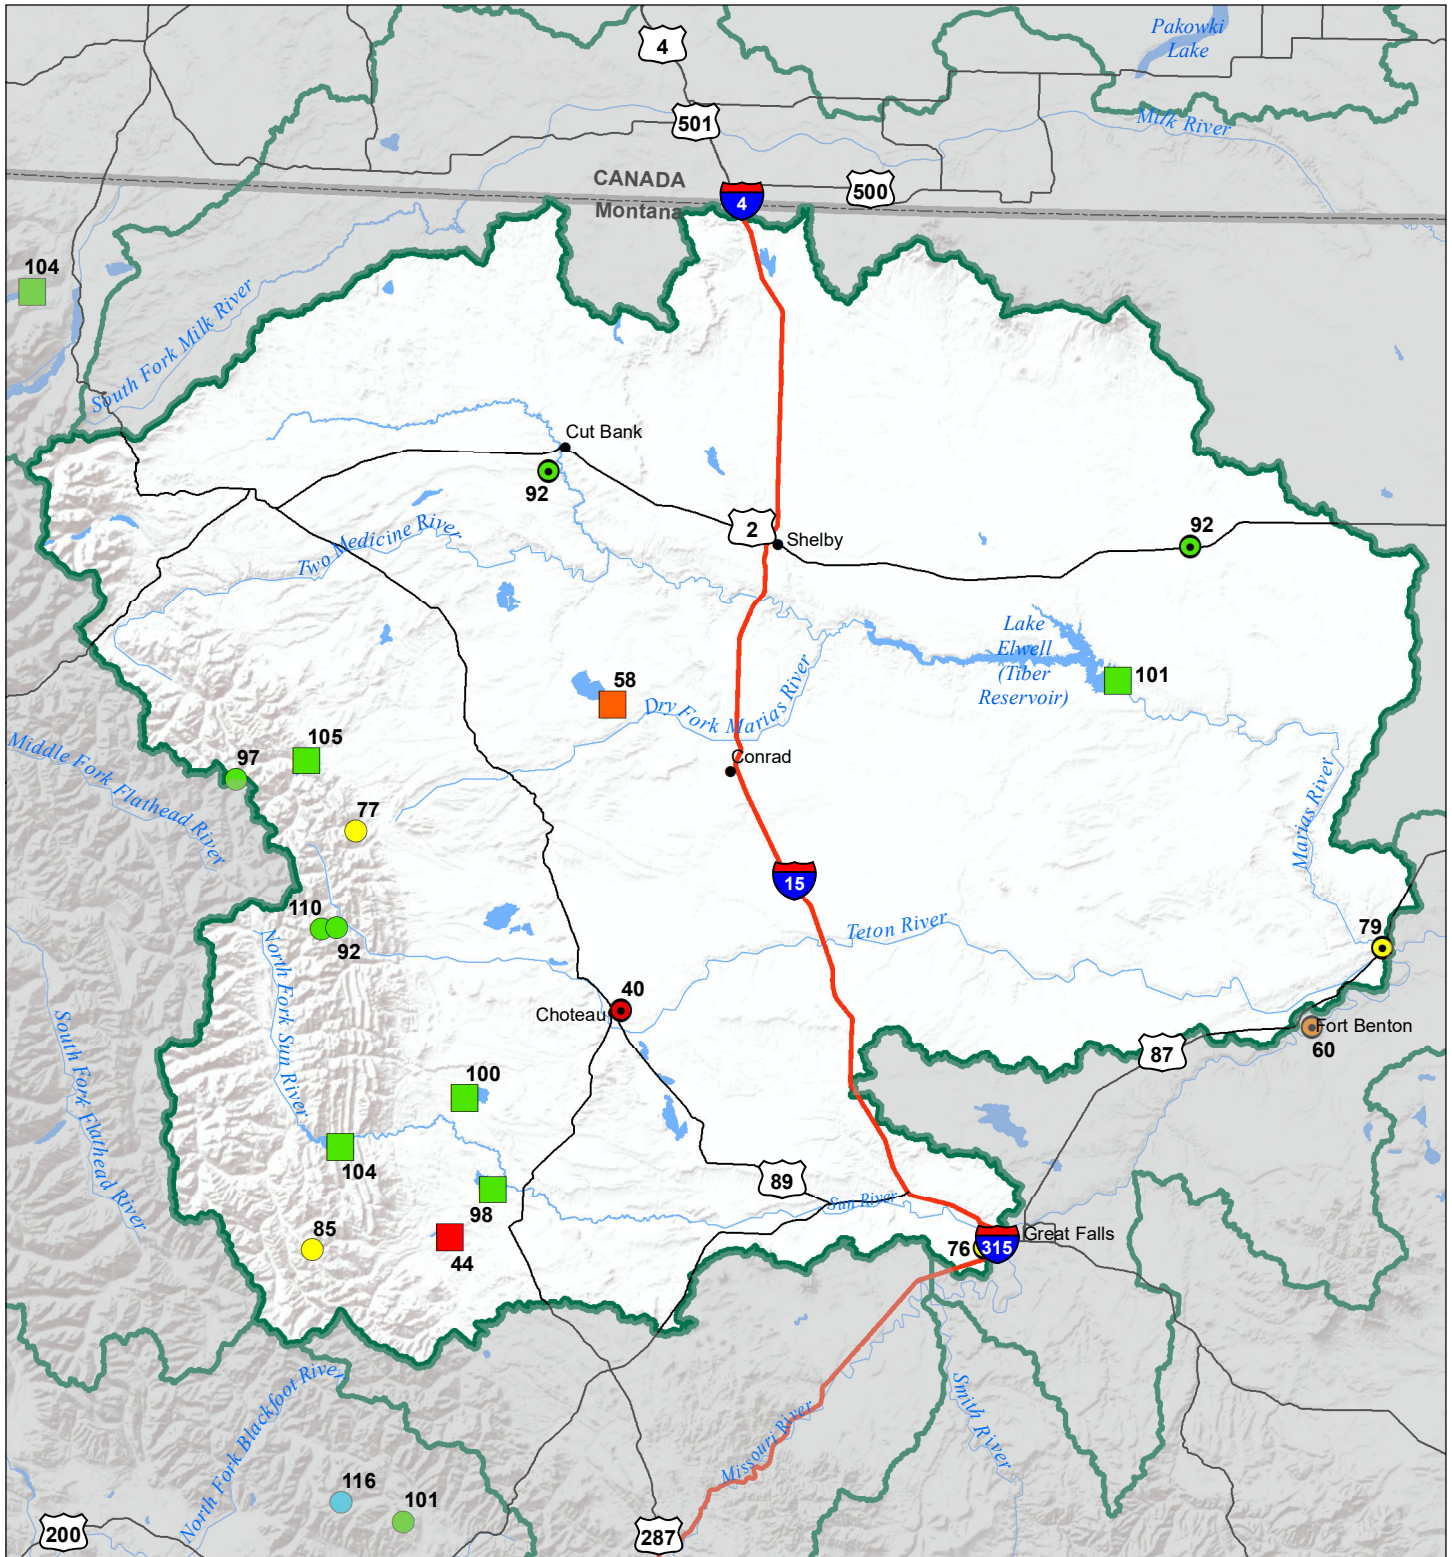 Pakowki
Lake
4
501
Milk River
CANADA
Montana
4
500
104
South Fork Milk River
Cut Bank
92
2
Shelby
92
Two Medicine River
Lake
Elwell
(Tiber
Reservoir)
101
58
Dry Fork Marias River
Conrad
Middle Fork Flathead River
97
105
77
Marias River
15
110
92
North Fork Sun River
Teton River
79
40
Choteau
Fort Benton
60
87
South Fork Flathead River
100
104
98
89
Sun River
85
44
76
315
Great Falls
North Fork Blackfoot River
Missouri River
Smith River
116
101
200
287